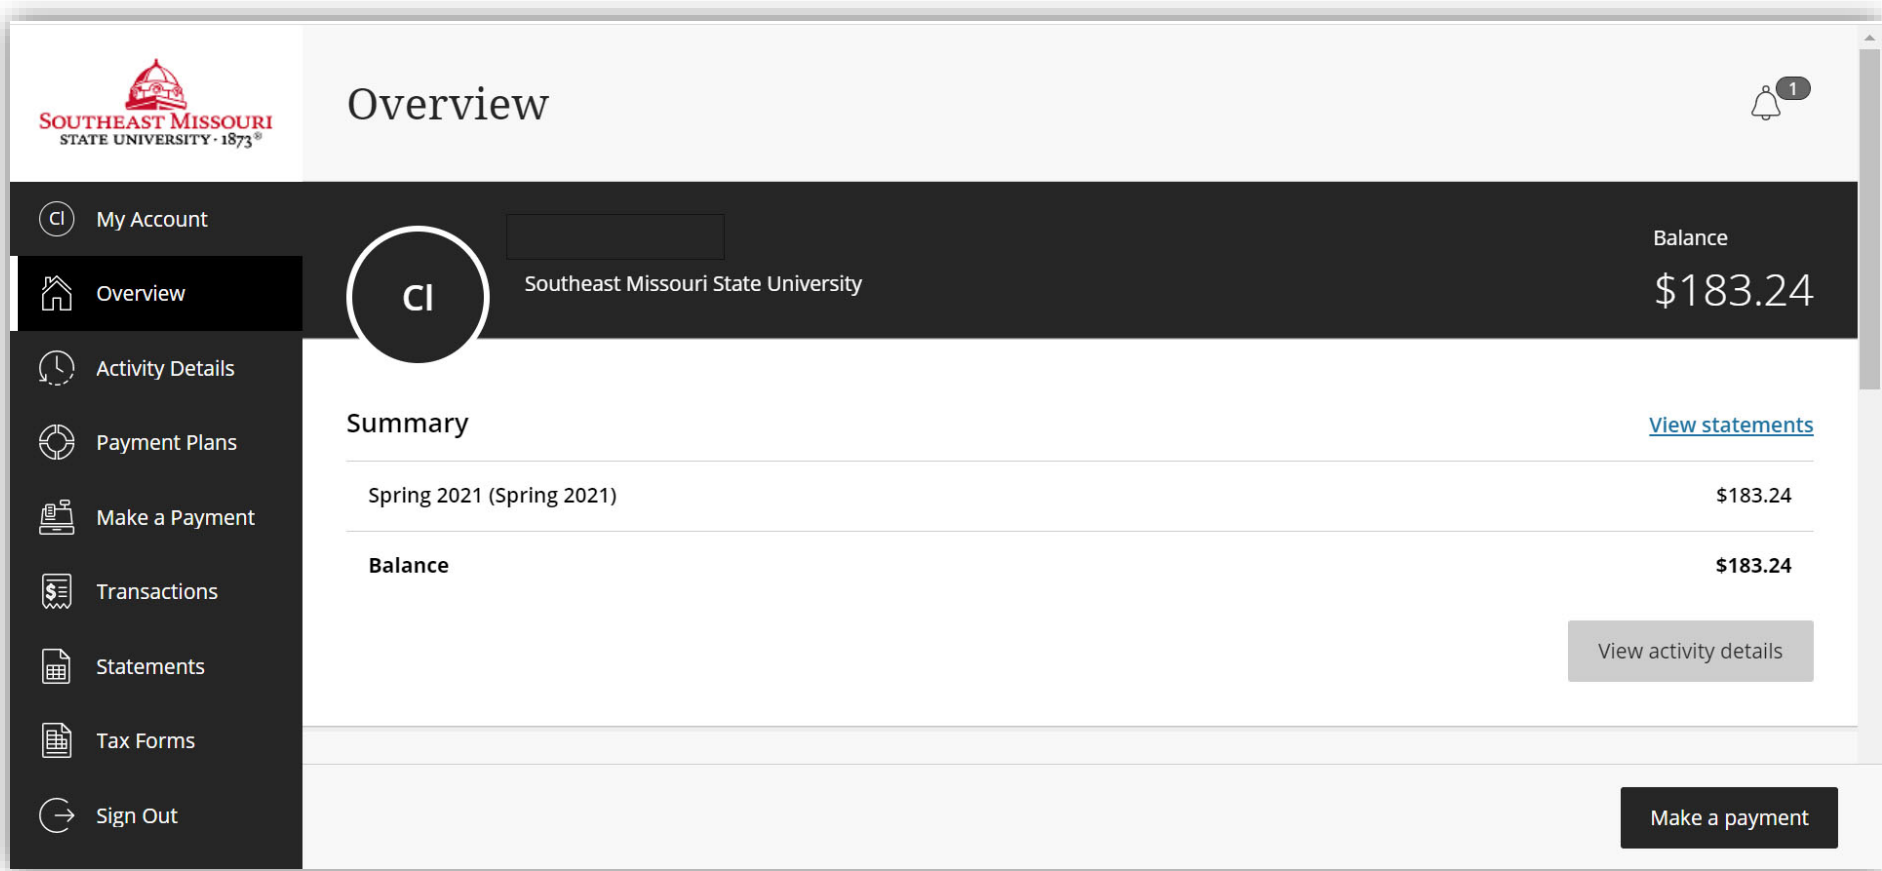 SOUTHEAST MISSOURI
STATE UNIVERSITY · 1873®
Overview
1
Cl My Account
Overview
Activity Details
Payment Plans
Make a Payment
Transactions
Statements
Tax Forms
Sign Out
Cl
Southeast Missouri State University
Balance
$183.24
Summary
View statements
Spring 2021 (Spring 2021) $183.24
Balance $183.24
View activity details
Make a payment